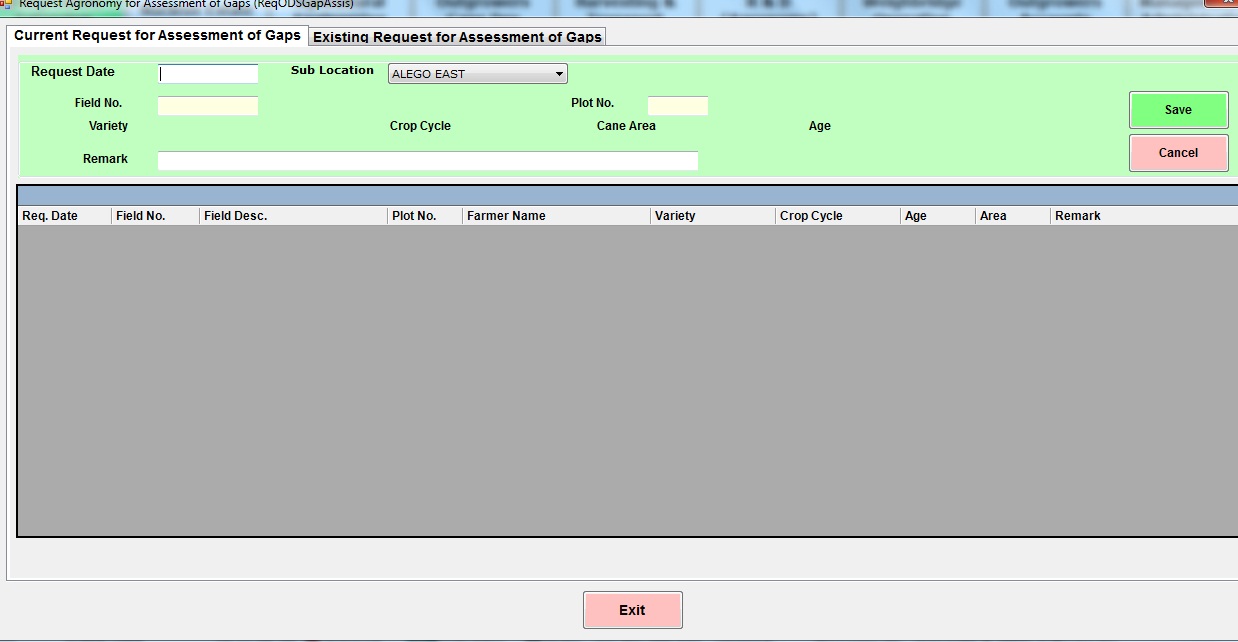 Request Agronomy for Assessment of Gaps (ReqODSGapAssis)
Current Request for Assessment of Gaps Existing Request for Assessment of Gaps
Request Date Sub Location ALEGO EAST
Field No. Plot No.
Save
Variety Crop Cycle Cane Area Age
Cancel
Remark
Req. Date Field No. Field Desc. Plot No. Farmer Name Variety Crop Cycle Age Area Remark
Exit